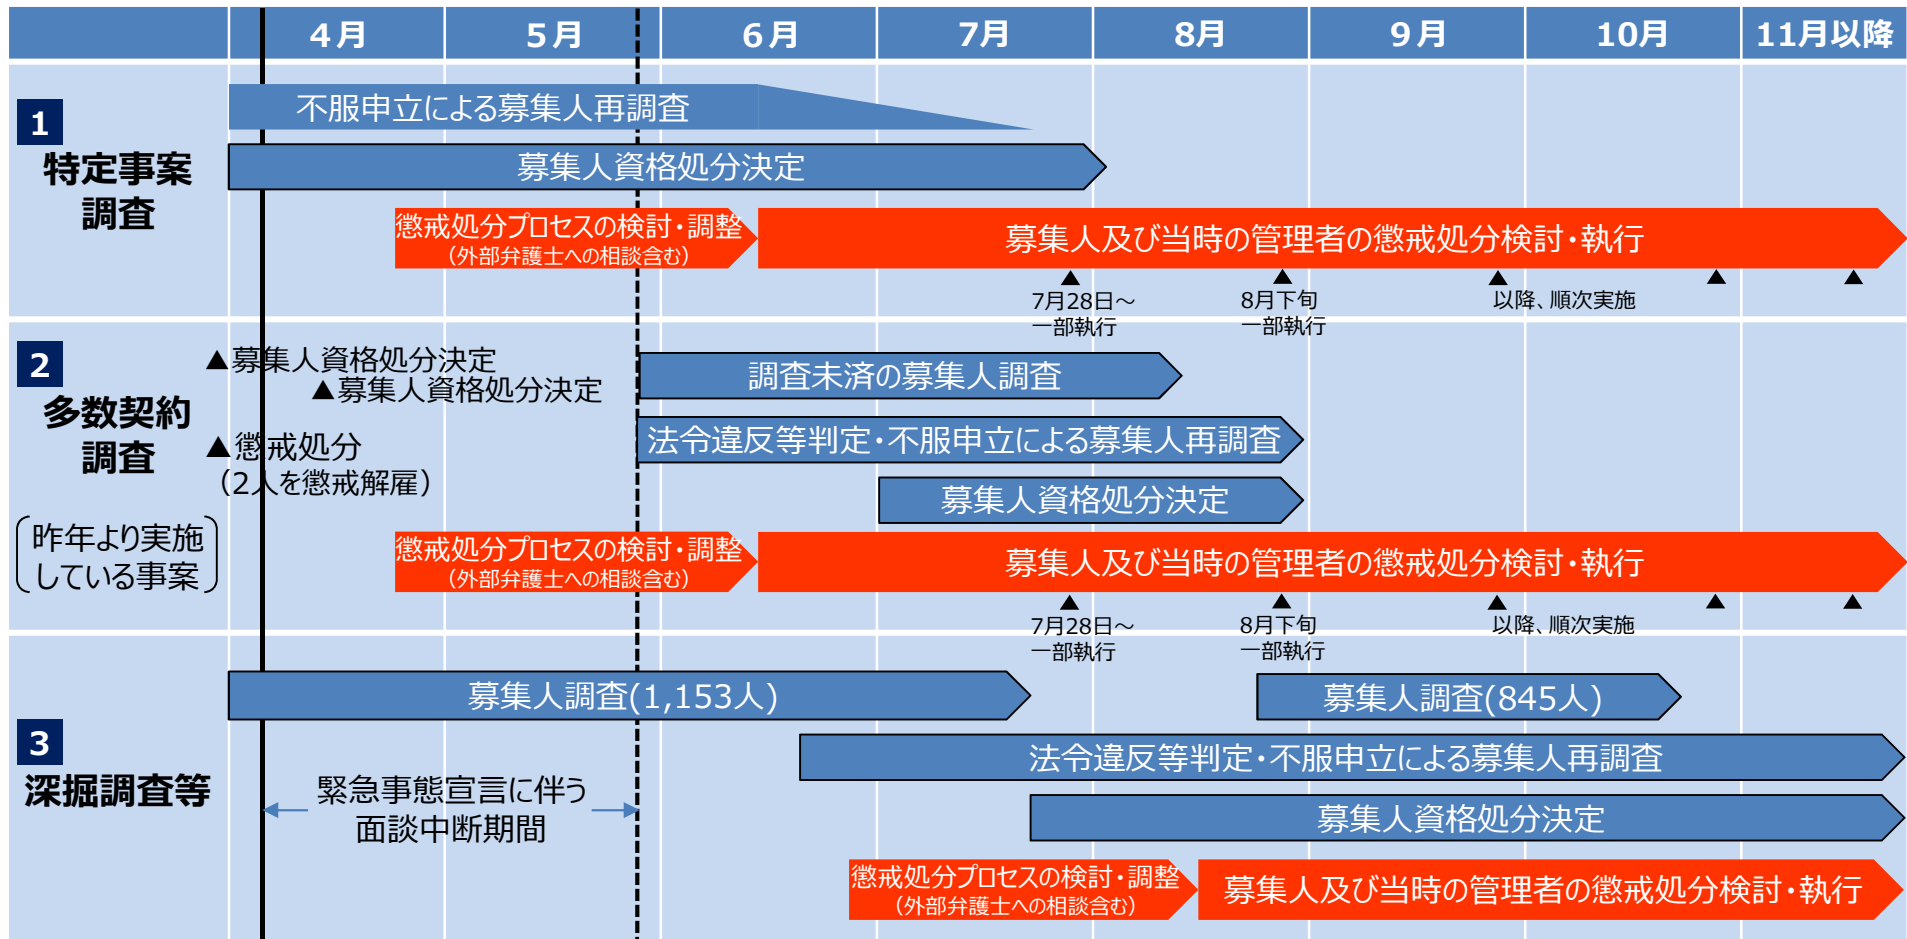 4月 5月 6月 7月 8月 9月 10月 11月以降
1
特定事案
調査
不服申立による募集人再調査
募集人資格処分決定
懲戒処分プロセスの検討・調整
（外部弁護士への相談含む）
募集人及び当時の管理者の懲戒処分検討・執行
▲ ▲ ▲ ▲ ▲
7月28日～
一部執行
8月下旬
一部執行
以降、順次実施
2
多数契約
調査
昨年より実施
している事案
▲募集人資格処分決定
▲募集人資格処分決定
▲懲戒処分
（2人を懲戒解雇）
調査未済の募集人調査
法令違反等判定・不服申立による募集人再調査
募集人資格処分決定
懲戒処分プロセスの検討・調整
（外部弁護士への相談含む）
募集人及び当時の管理者の懲戒処分検討・執行
▲ ▲ ▲ ▲ ▲
7月28日～
一部執行
8月下旬
一部執行
以降、順次実施
3
深掘調査等
募集人調査(1,153人)
募集人調査(845人)
法令違反等判定・不服申立による募集人再調査
緊急事態宣言に伴う
面談中断期間
募集人資格処分決定
懲戒処分プロセスの検討・調整
（外部弁護士への相談含む）
募集人及び当時の管理者の懲戒処分検討・執行